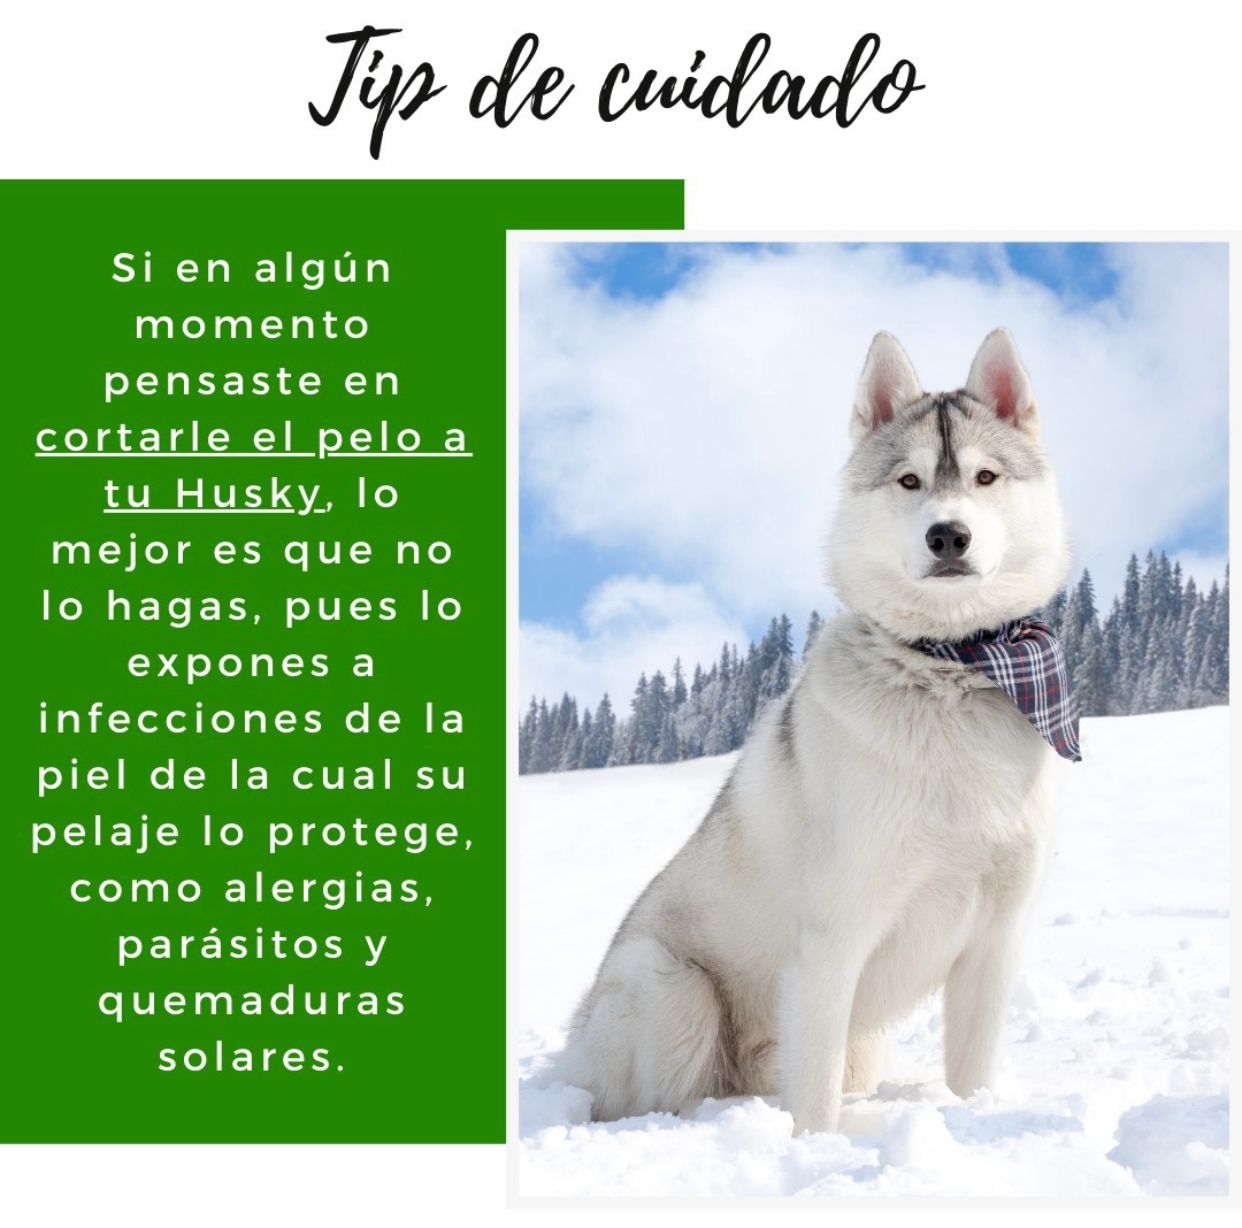 Tip de cuidado
Si en algún
momento
pensaste en
cortarle el pelo a
tu Husky, lo
mejor es que no
lo hagas, pues lo
expones a
infecciones de la
piel de la cual su
pelaje lo protege,
como alergias,
parásitos y
quemaduras
solares.